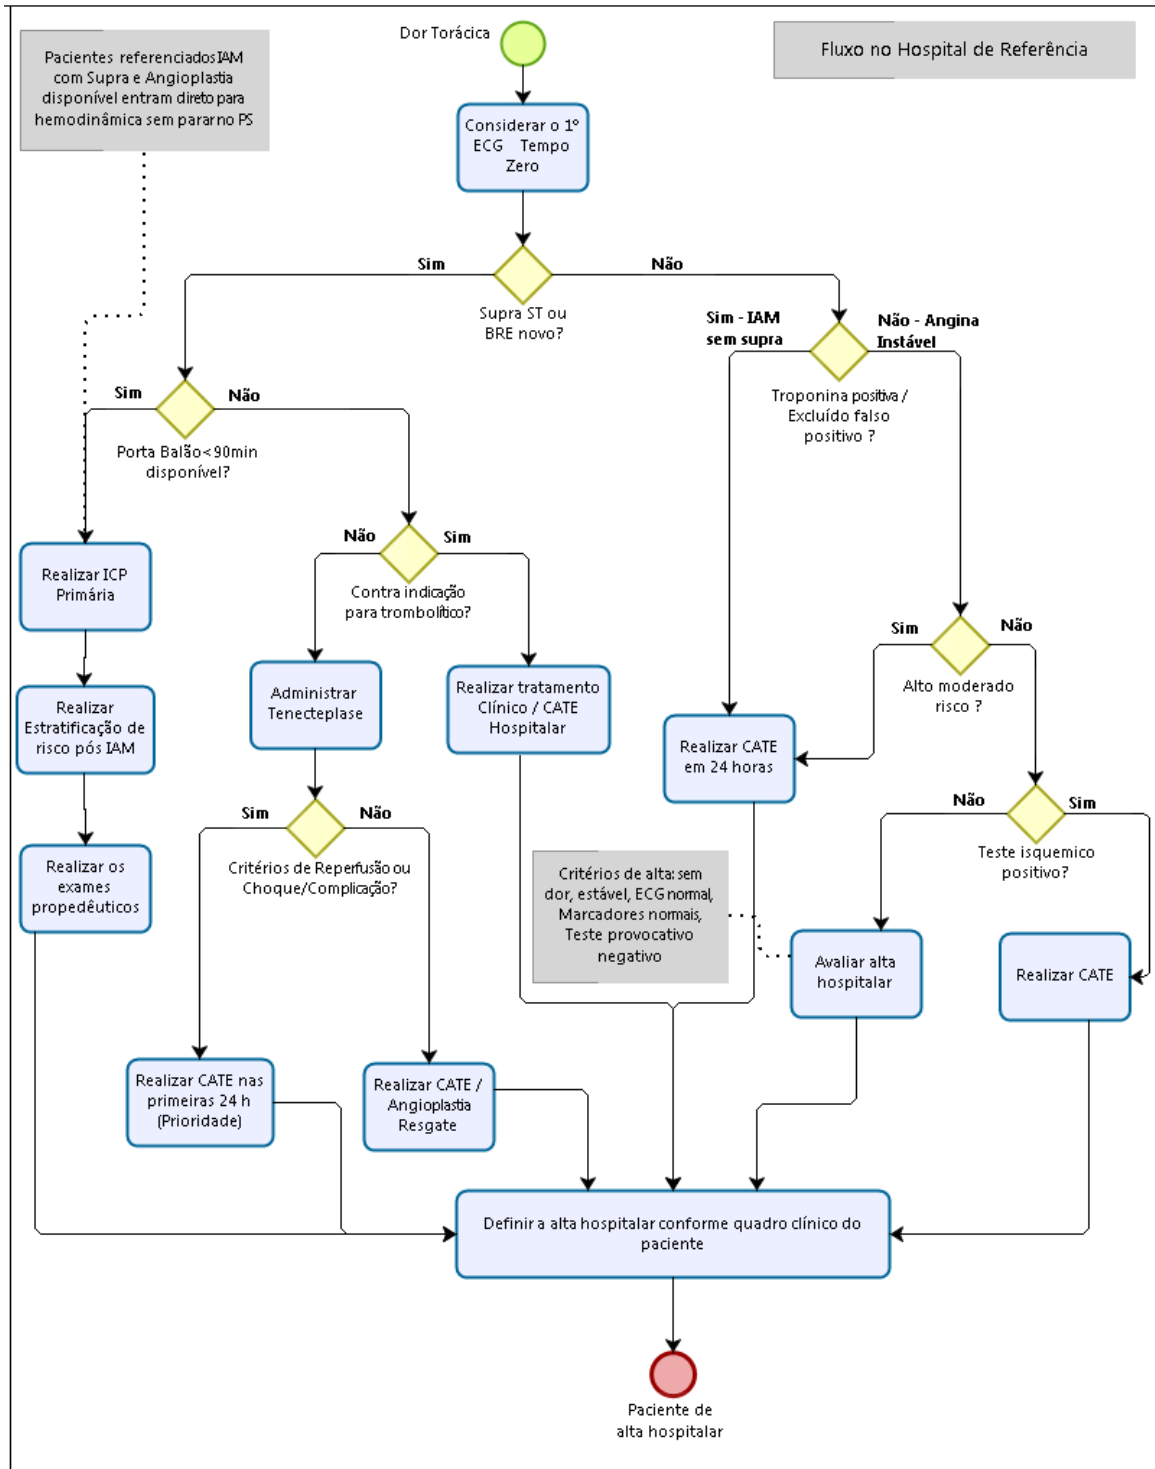 Dor Torácica
Pacientes referenciados IAM
com Supra e Angioplastia
disponível entram direto para
hemodinâmica sem parar no PS
Fluxo no Hospital de Referência
Considerar o 1º
ECG Tempo
Zero
Sim
Não
Supra ST ou
BRE novo?
Sim - IAM
sem supra
Não - Angina
Instável
Troponina positiva /
Excluído falso
positivo ?
Sim
Não
Porta Balão<90min
disponível?
Não
Sim
Contra indicação
para trombolítico?
Realizar ICP
Primária
Sim
Não
Alto moderado
risco ?
Realizar
Estratificação de
risco pós IAM
Administrar
Tenecteplase
Realizar tratamento
Clínico / CATE
Hospitalar
Realizar CATE
em 24 horas
Sim
Não
Critérios de Reperfusão ou
Choque/Complicação?
Não
Sim
Teste isquemico
positivo?
Realizar os
exames
propedêuticos
Critérios de alta: sem
dor, estável, ECG normal,
Marcadores normais,
Teste provocativo
negativo
Avaliar alta
hospitalar
Realizar CATE
Realizar CATE nas
primeiras 24 h
(Prioridade)
Realizar CATE /
Angioplastia
Resgate
Definir a alta hospitalar conforme quadro clínico do
paciente
Paciente de
alta hospitalar